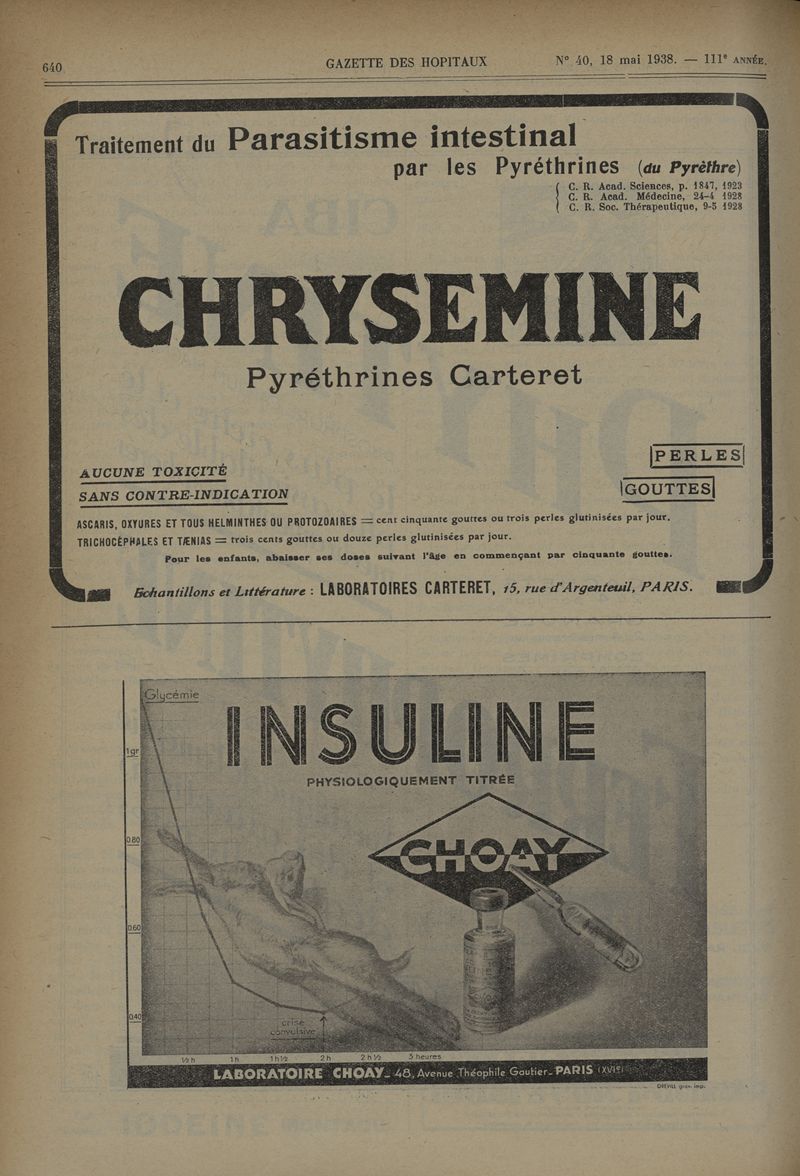 640
GAZETTE DES HOPITAUX
N° 40, 18 mai 1938. — 111e ANNÉE.
Traitement du Parasitisme intestinal
par les Pyréthrines (du Pyrèthre)
C. R. Acad. Sciences, p. 1847, 1923
C. R. Acad. Médecine, 24-4 1928
C. R. Soc. Thérapeutique, 9-5 1928
CHRYSEMINE
Pyréthrines Carteret
AUCUNE TOXICITÉ
SANS CONTRE-INDICATION
PERLES
GOUTTES
ASCARIS, OXYURES ET TOUS HELMINTHES OU PROTOZOAIRES = cent cinquante gouttes ou trois perles glutinisées par jour.
TRICHOCÉPHALES ET TÆNIAS = trois cents gouttes ou douze perles glutinisées par jour.
Pour les enfants, abaisser ses doses suivant l'âge en commençant par cinquante gouttes.
Echantillons et Littérature : LABORATOIRES CARTERET, 15, rue d'Argenteuil, PARIS.
Glycémie
INSULINE
PHYSIOLOGIQUEMENT TITRÉE
1 gr
CHOAY
0.80
0.60
0.40
crise
convulsive
½ h 1 h 1 h ½ 2 h 2 h ½ 3 heures
LABORATOIRE CHOAY_48, Avenue Théophile Gautier_PARIS (XVIe)